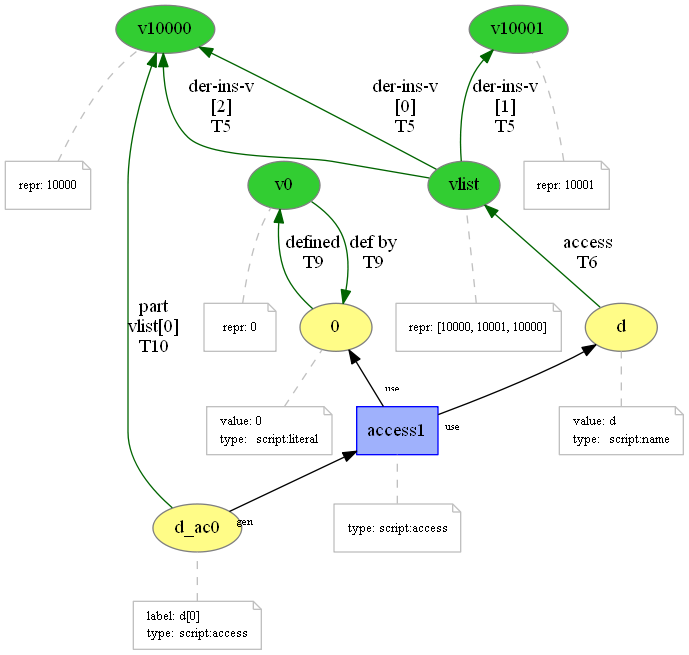 v10000
v10001
der-ins-v
[2]
T5
der-ins-v
[0]
T5
der-ins-v
[1]
T5
repr: 10000
v0
vlist
repr: 10001
defined
T9
def by
T9
access
T6
part
vlist[0]
T10
repr: 0
0
repr: [10000, 10001, 10000]
d
use
value: 0
type: script:literal
access1
use
value: d
type: script:name
d_ac0
gen
type: script:access
label: d[0]
type: script:access